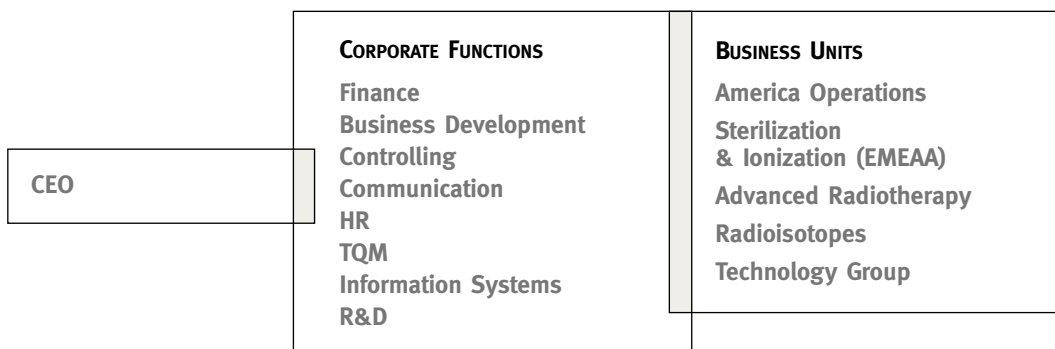 CEO
CORPORATE FUNCTIONS
Finance
Business Development
Controlling
Communication
HR
TQM
Information Systems
R&D
BUSINESS UNITS
America Operations
Sterilization
& Ionization (EMEAA)
Advanced Radiotherapy
Radioisotopes
Technology Group